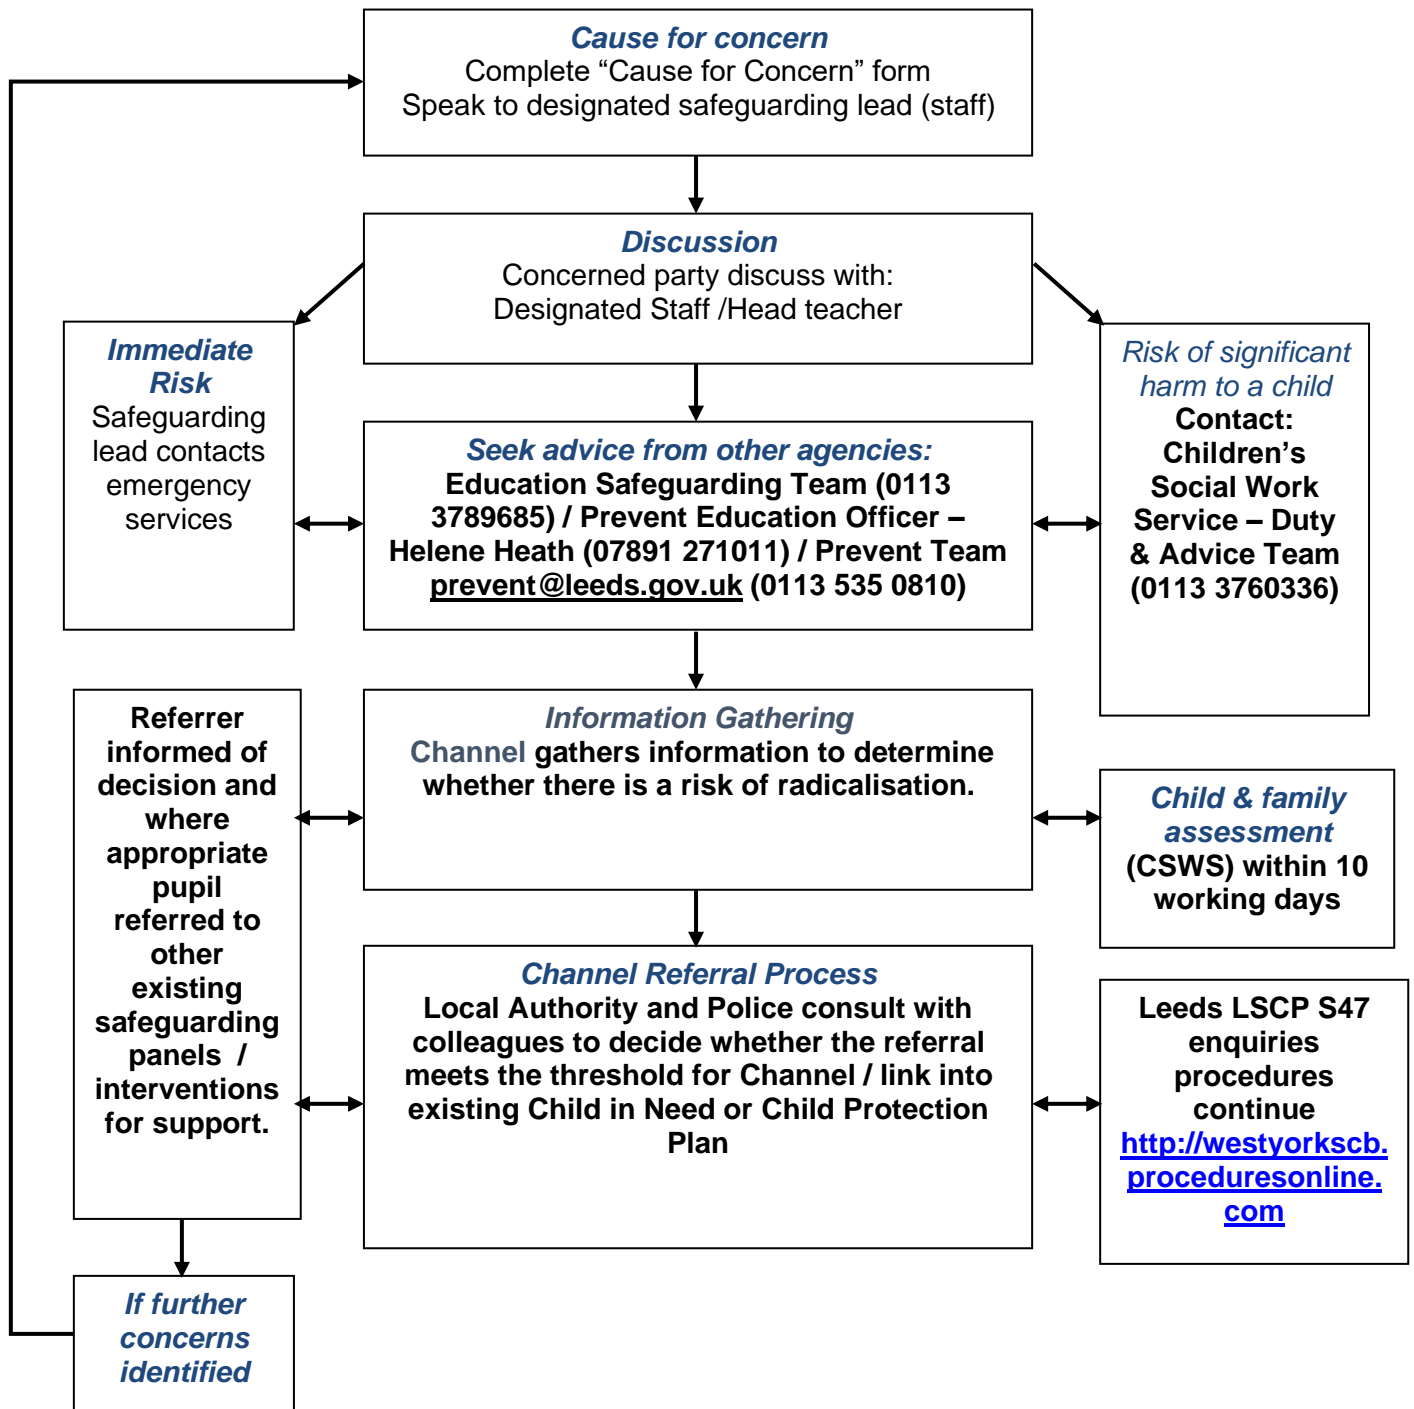 Cause for concern
Complete “Cause for Concern” form
Speak to designated safeguarding lead (staff)
Discussion
Concerned party discuss with:
Designated Staff /Head teacher
Immediate
Risk
Safeguarding
lead contacts
emergency
services
Seek advice from other agencies:
Education Safeguarding Team (0113
3789685) / Prevent Education Officer –
Helene Heath (07891 271011) / Prevent Team
prevent@leeds.gov.uk (0113 535 0810)
Risk of significant
harm to a child
Contact:
Children’s
Social Work
Service – Duty
& Advice Team
(0113 3760336)
Referrer
informed of
decision and
where
appropriate
pupil
referred to
other
existing
safeguarding
panels /
interventions
for support.
Information Gathering
Channel gathers information to determine
whether there is a risk of radicalisation.
Child & family
assessment
(CSWS) within 10
working days
Channel Referral Process
Local Authority and Police consult with
colleagues to decide whether the referral
meets the threshold for Channel / link into
existing Child in Need or Child Protection
Plan
Leeds LSCP S47
enquiries
procedures
continue
http://westyorkscb.
proceduresonline.
com
If further
concerns
identified